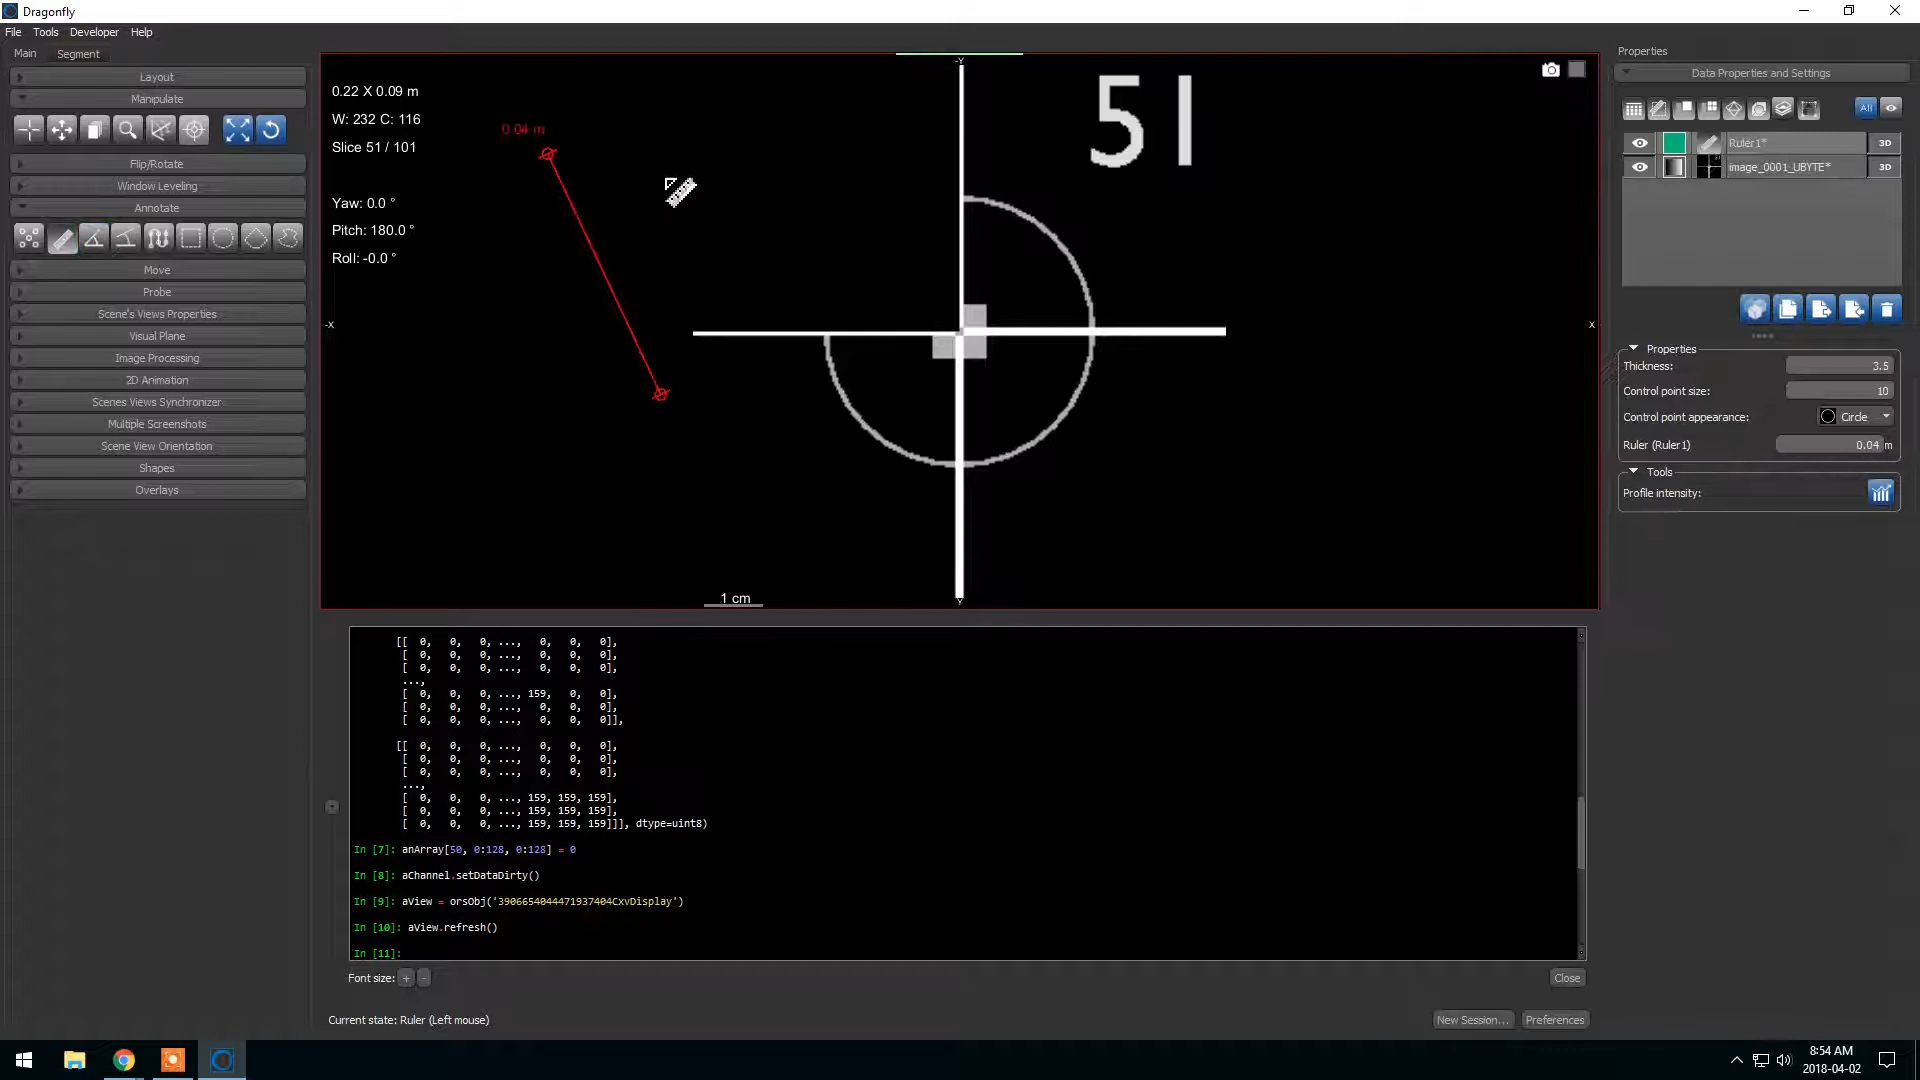 Dragonfly
File Tools Developer Help
Main Segment
Layout
Manipulate
Flip/Rotate
Window Leveling
Annotate
Move
Probe
Scene's Views Properties
Visual Plane
Image Processing
2D Animation
Scenes Views Synchronizer
Multiple Screenshots
Scene View Orientation
Shapes
Overlays
0.22 X 0.09 m
W: 232 C: 116
Slice 51 / 101
Yaw: 0.0 °
Pitch: 180.0 °
Roll: -0.0 °
0.04 m
-Y
51
-X
X
Y
1 cm
[[ 0, 0, 0, ..., 0, 0, 0],
[ 0, 0, 0, ..., 0, 0, 0],
[ 0, 0, 0, ..., 0, 0, 0],
...,
[ 0, 0, 0, ..., 159, 0, 0],
[ 0, 0, 0, ..., 0, 0, 0],
[ 0, 0, 0, ..., 0, 0, 0]],
[[ 0, 0, 0, ..., 0, 0, 0],
[ 0, 0, 0, ..., 0, 0, 0],
[ 0, 0, 0, ..., 0, 0, 0],
...,
[ 0, 0, 0, ..., 159, 159, 159],
[ 0, 0, 0, ..., 159, 159, 159],
[ 0, 0, 0, ..., 159, 159, 159]]], dtype=uint8)
In [7]: anArray[50, 0:128, 0:128] = 0
In [8]: aChannel.setDataDirty()
In [9]: aView = orsObj('3906654044471937404CxvDisplay')
In [10]: aView.refresh()
In [11]:
Font size: + -
Close
Current state: Ruler (Left mouse)
New Session... Preferences
Properties
Data Properties and Settings
All
Ruler1* 3D
image_0001_UBYTE* 3D
Properties
Thickness: 3.5
Control point size: 10
Control point appearance: Circle
Ruler (Ruler1) 0.04 m
Tools
Profile intensity:
8:54 AM
2018-04-02